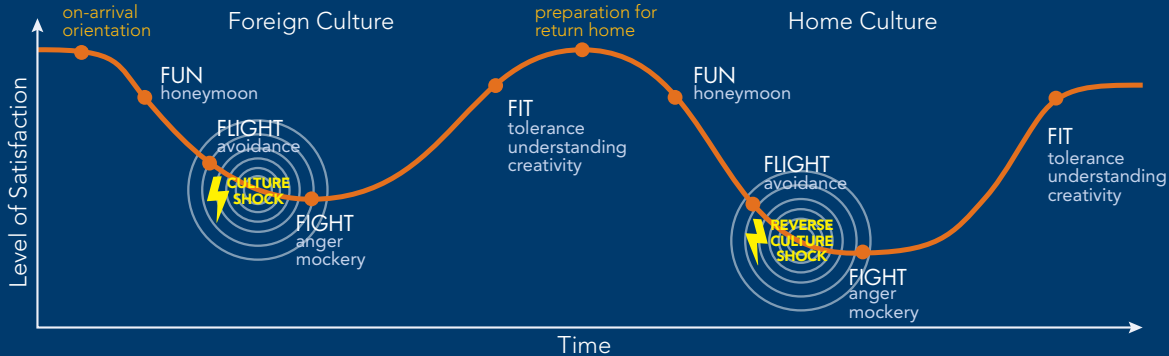 on-arrival
orientation
Foreign Culture
preparation for
return home
Home Culture
FUN
honeymoon
FLIGHT
avoidance
CULTURE
SHOCK
FIGHT
anger
mockery
FIT
tolerance
understanding
creativity
FUN
honeymoon
FLIGHT
avoidance
REVERSE
CULTURE
SHOCK
FIGHT
anger
mockery
FIT
tolerance
understanding
creativity
Level of Satisfaction
Time